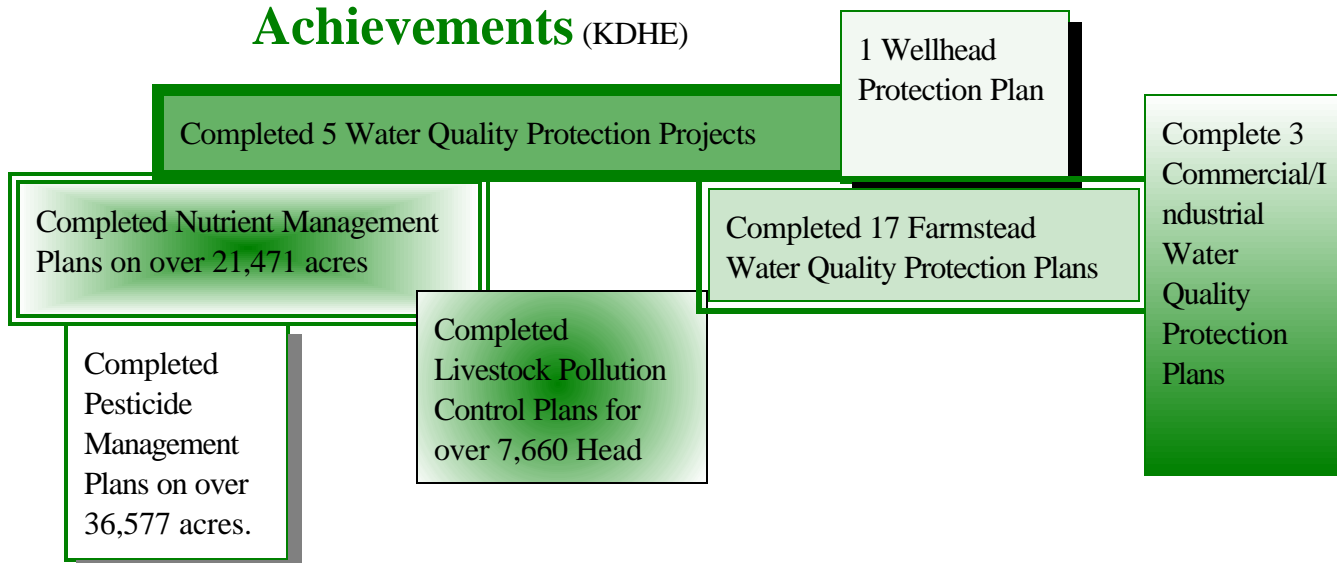 Achievements (KDHE)
1 Wellhead
Protection Plan
Completed 5 Water Quality Protection Projects
Complete 3
Commercial/I
ndustrial
Water
Quality
Protection
Plans
Completed Nutrient Management
Plans on over 21,471 acres
Completed 17 Farmstead
Water Quality Protection Plans
Completed
Livestock Pollution
Control Plans for
over 7,660 Head
Completed
Pesticide
Management
Plans on over
36,577 acres.